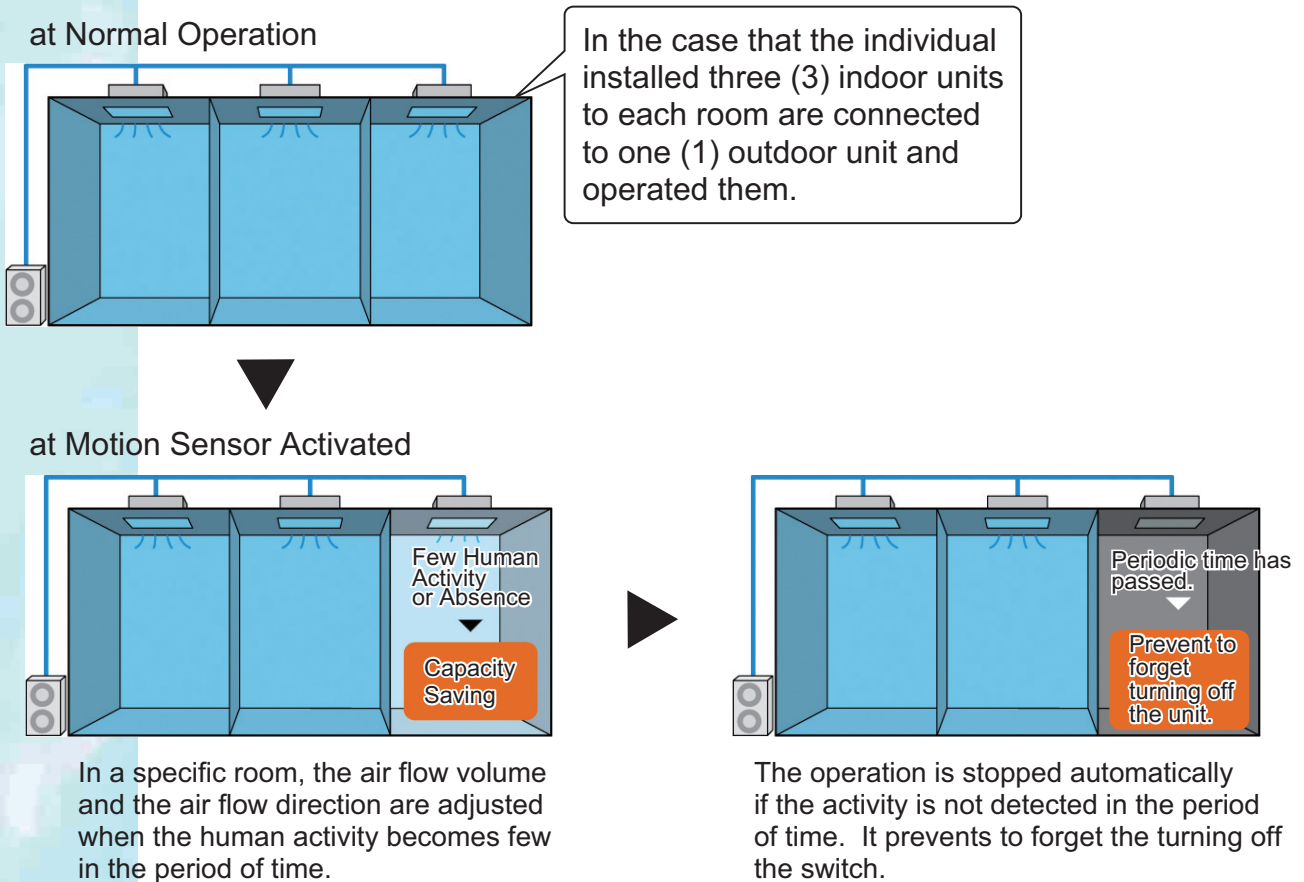 at Normal Operation
In the case that the individual
installed three (3) indoor units
to each room are connected
to one (1) outdoor unit and
operated them.
at Motion Sensor Activated
Few Human
Activity
or Absence
Capacity
Saving
Periodic time has
passed.
Prevent to
forget
turning off
the unit.
In a specific room, the air flow volume
and the air flow direction are adjusted
when the human activity becomes few
in the period of time.
The operation is stopped automatically
if the activity is not detected in the period
of time.  It prevents to forget the turning off
the switch.